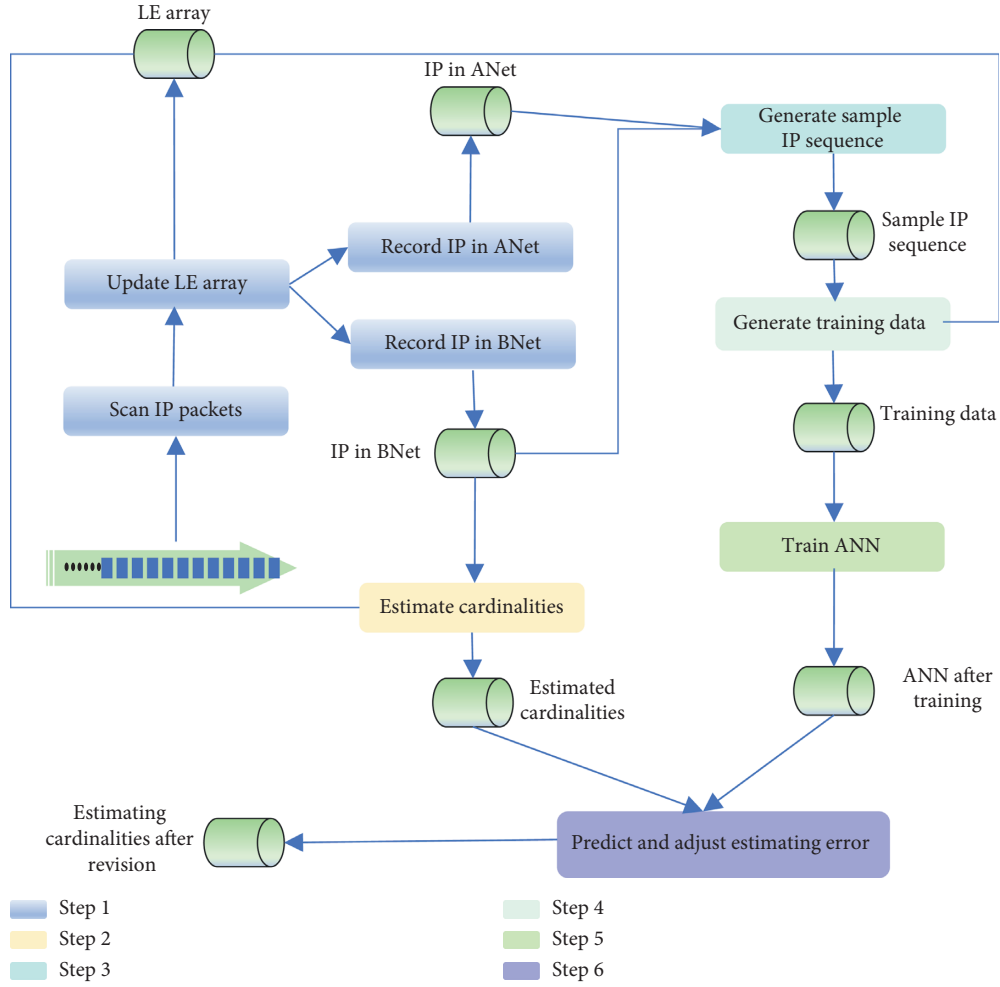 LE array
IP in ANet
Generate sample
IP sequence
Sample IP
sequence
Record IP in ANet
Update LE array
Generate training data
Record IP in BNet
Scan IP packets
Training data
IP in BNet
Train ANN
Estimate cardinalities
Estimated
cardinalities
ANN after
training
Estimating
cardinalities after
revision
Predict and adjust estimating error
Step 1
Step 2
Step 3
Step 4
Step 5
Step 6